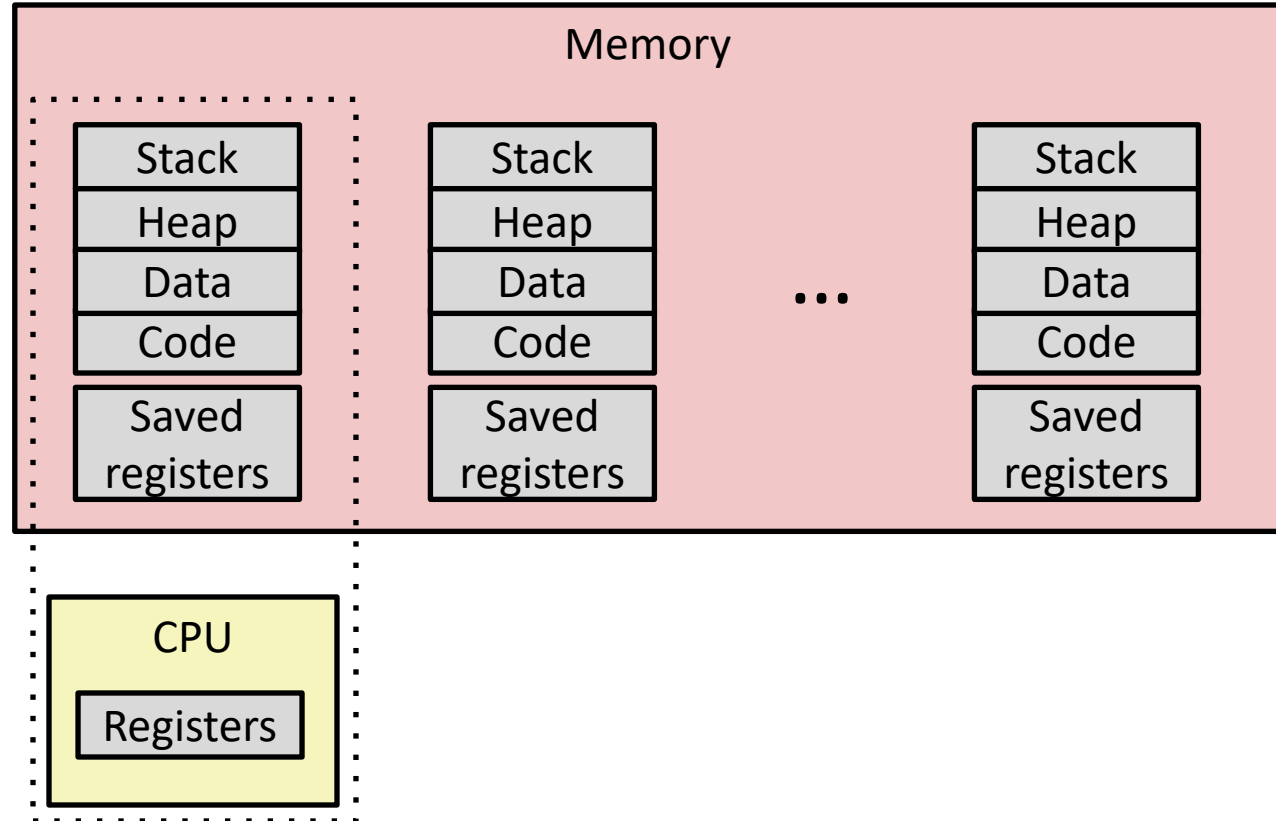 Memory
Stack
Heap
Data
Code
Saved
registers
Stack
Heap
Data
Code
Saved
registers
...
Stack
Heap
Data
Code
Saved
registers
CPU
Registers